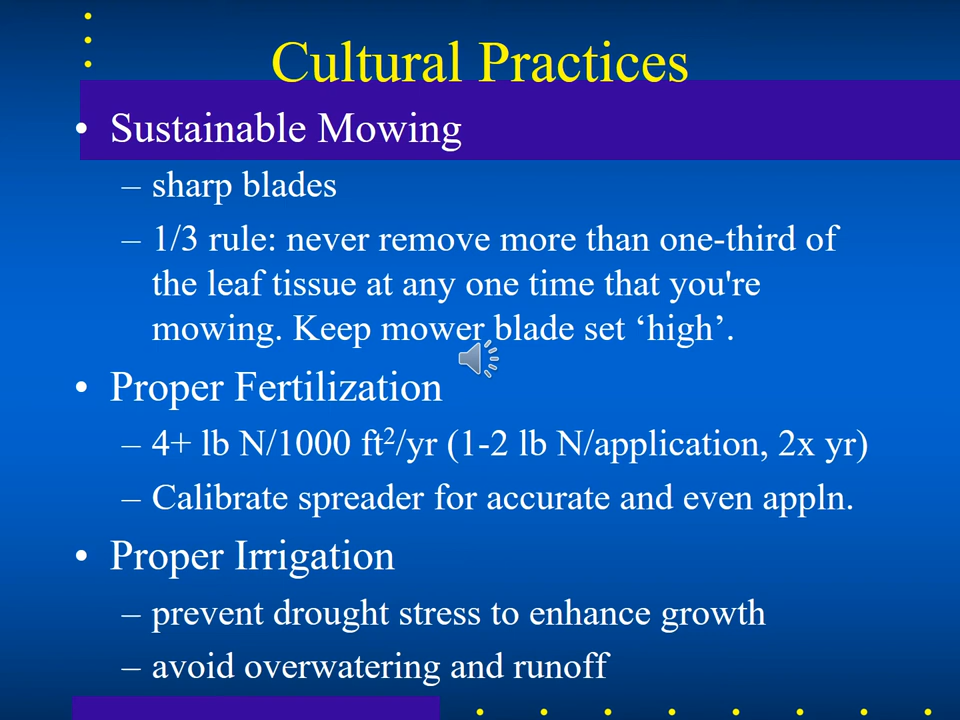 Cultural Practices
• Sustainable Mowing
– sharp blades
– 1/3 rule: never remove more than one-third of
the leaf tissue at any one time that you're
mowing. Keep mower blade set ‘high’.
• Proper Fertilization
– 4+ lb N/1000 ft²/yr (1-2 lb N/application, 2x yr)
– Calibrate spreader for accurate and even appln.
• Proper Irrigation
– prevent drought stress to enhance growth
– avoid overwatering and runoff